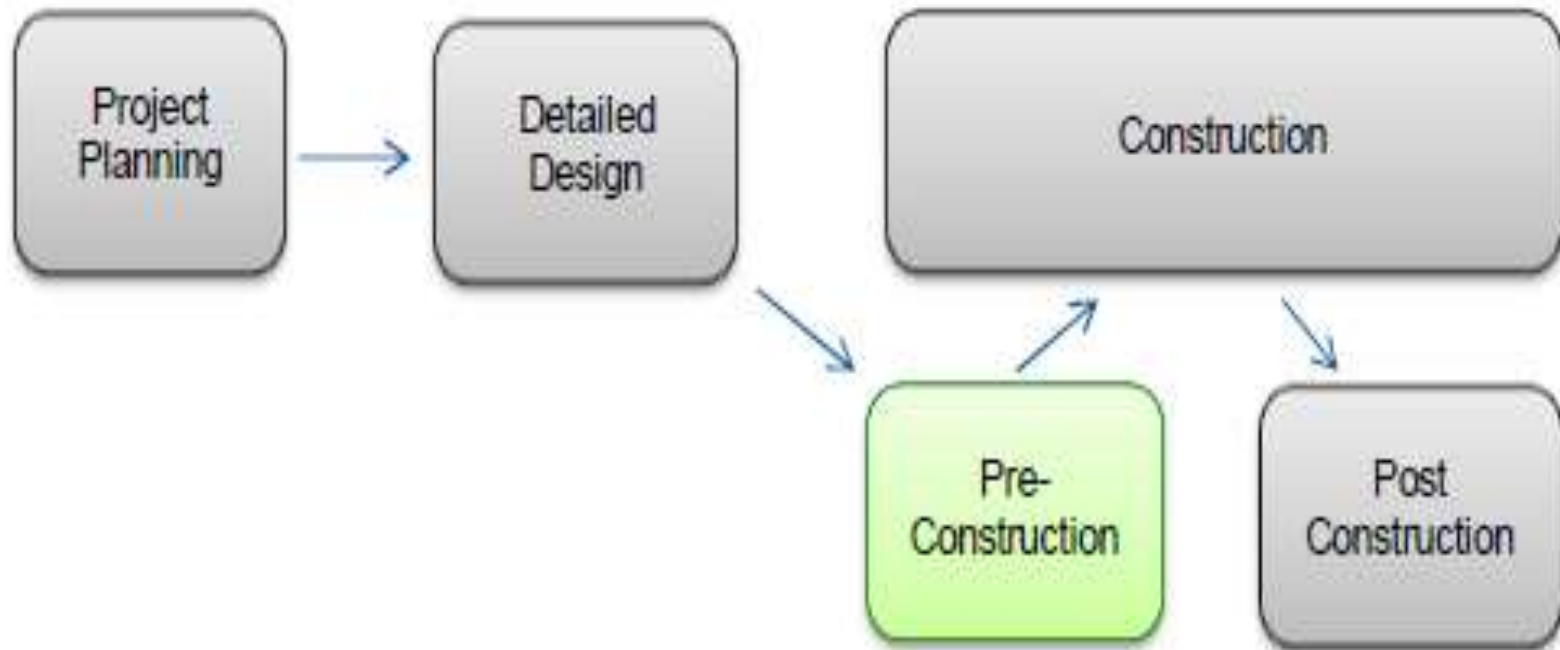 Project
Planning
Detailed
Design
Construction
Pre-
Construction
Post
Construction